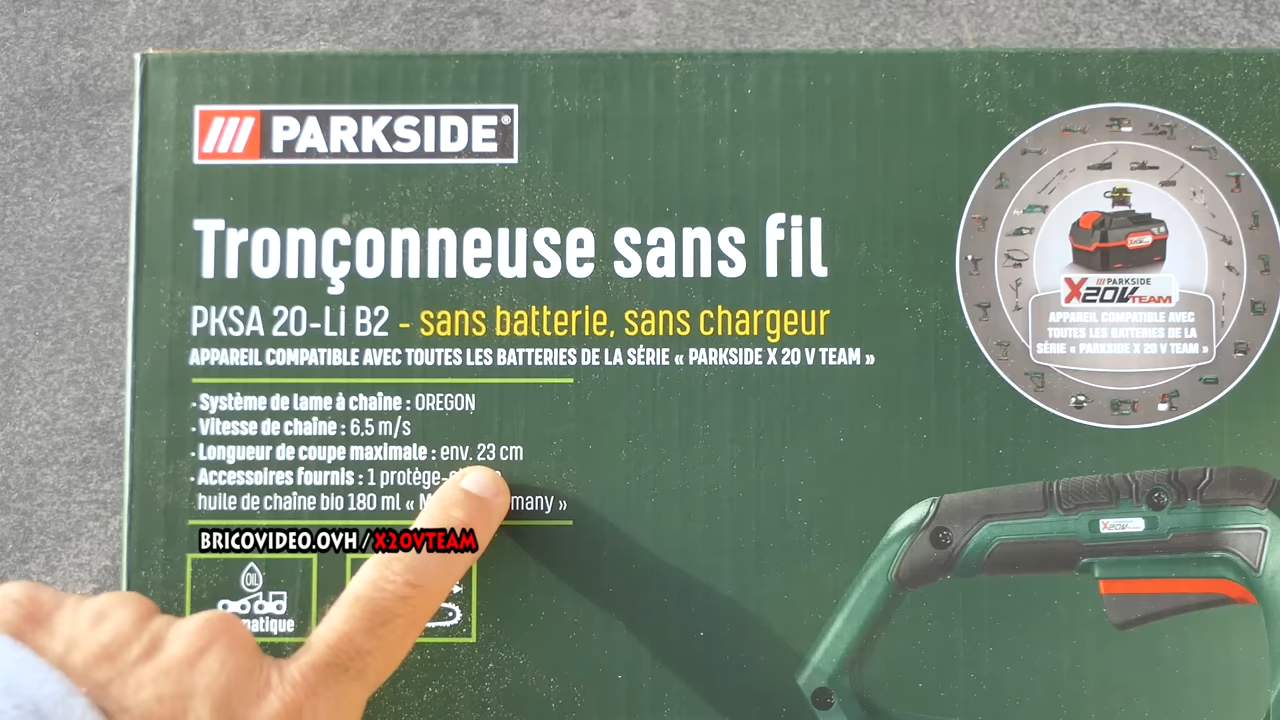 /// PARKSIDE®
Tronçonneuse sans fil
PKSA 20-Li B2 - sans batterie, sans chargeur
APPAREIL COMPATIBLE AVEC TOUTES LES BATTERIES DE LA SÉRIE « PARKSIDE X 20 V TEAM »
· Système de lame à chaîne : OREGON
· Vitesse de chaîne : 6,5 m/s
· Longueur de coupe maximale : env. 23 cm
· Accessoires fournis : 1
huile de chaîne bio 180 ml «
BRICOVIDEO.OVH / X20VTEAM
OIL
/// PARKSIDE
X20V TEAM
APPAREIL COMPATIBLE AVEC
TOUTES LES BATTERIES DE LA
SÉRIE « PARKSIDE X 20 V TEAM »
X20V